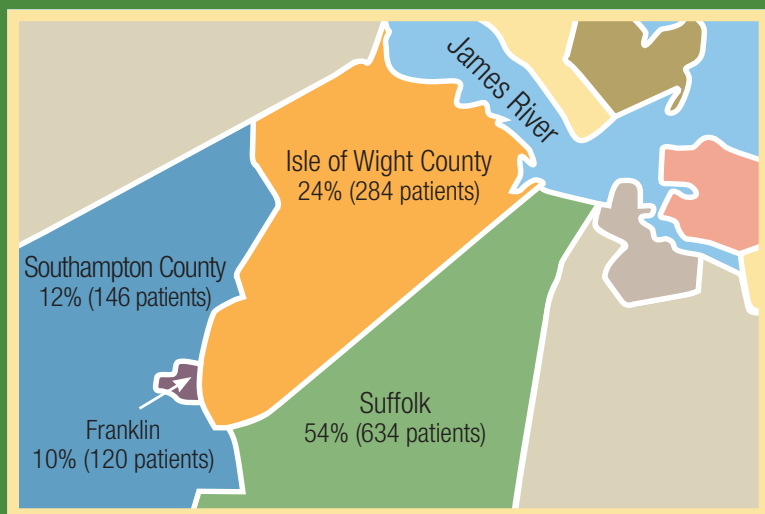 James River
Isle of Wight County
24% (284 patients)
Southampton County
12% (146 patients)
Suffolk
54% (634 patients)
Franklin
10% (120 patients)